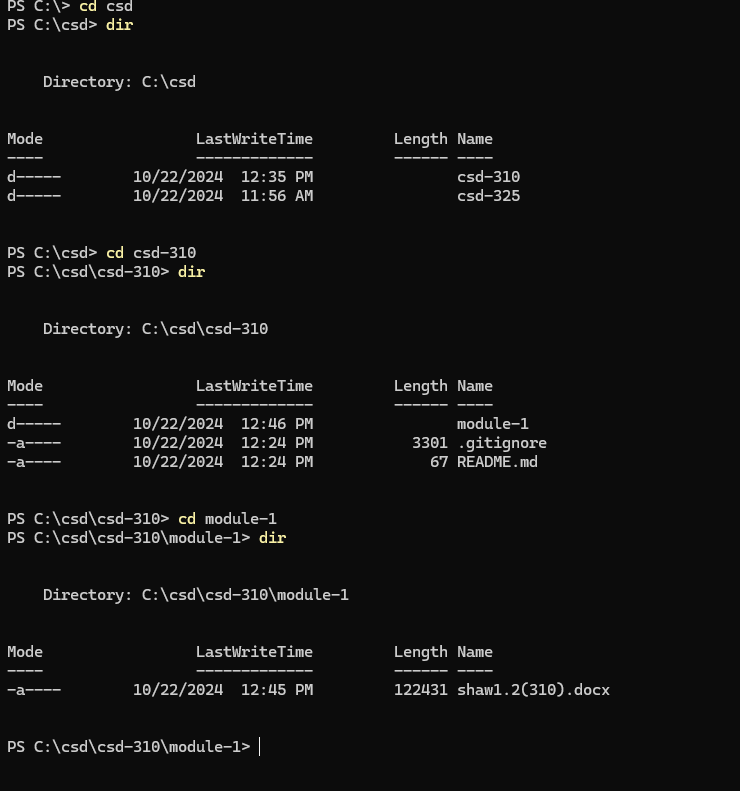 PS C:\> cd csd
PS C:\csd> dir
Directory: C:\csd
Mode                 LastWriteTime         Length Name
----                 -------------         ------ ----
d-----        10/22/2024  12:35 PM                csd-310
d-----        10/22/2024  11:56 AM                csd-325
PS C:\csd> cd csd-310
PS C:\csd\csd-310> dir
Directory: C:\csd\csd-310
Mode                 LastWriteTime         Length Name
----                 -------------         ------ ----
d-----        10/22/2024  12:46 PM                module-1
-a----        10/22/2024  12:24 PM           3301 .gitignore
-a----        10/22/2024  12:24 PM             67 README.md
PS C:\csd\csd-310> cd module-1
PS C:\csd\csd-310\module-1> dir
Directory: C:\csd\csd-310\module-1
Mode                 LastWriteTime         Length Name
----                 -------------         ------ ----
-a----        10/22/2024  12:45 PM         122431 shaw1.2(310).docx
PS C:\csd\csd-310\module-1>